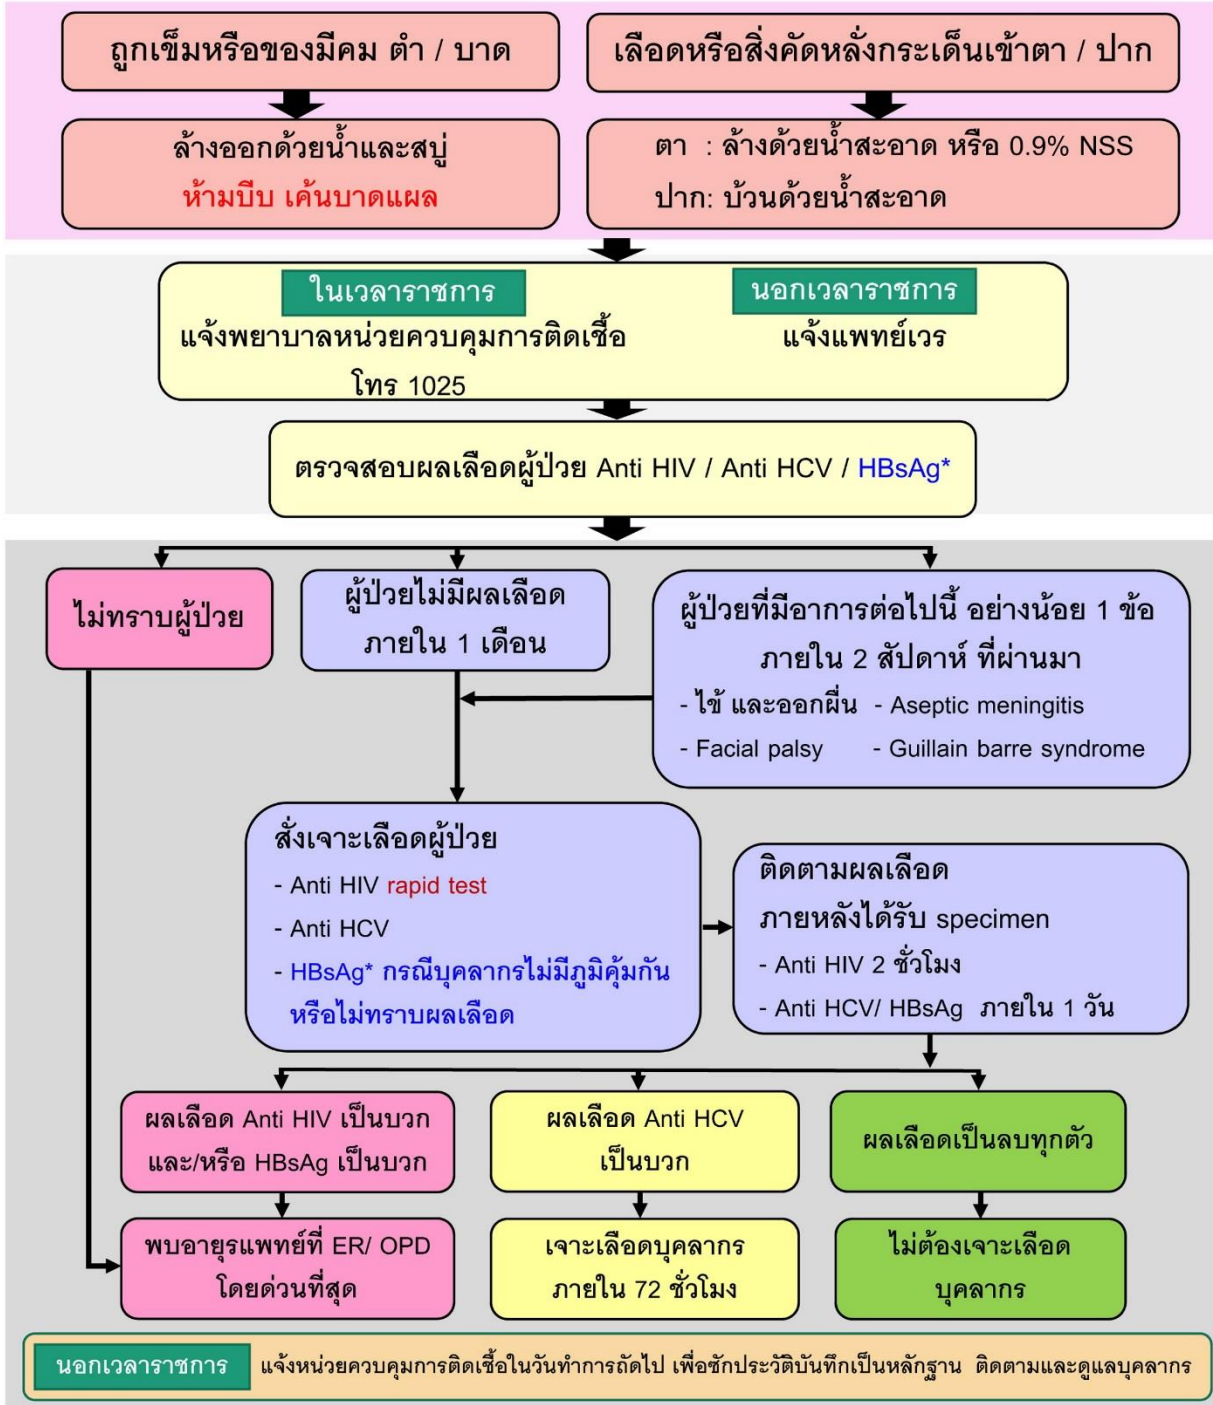 ถูกเข็มหรือของมีคม ตำ / บาด
เลือดหรือสิ่งคัดหลั่งกระเด็นเข้าตา / ปาก
ล้างออกด้วยน้ำและสบู่
ห้ามบีบ เค้นบาดแผล
ตา : ล้างด้วยน้ำสะอาด หรือ 0.9% NSS
ปาก: บ้วนด้วยน้ำสะอาด
ในเวลาราชการ
แจ้งพยาบาลหน่วยควบคุมการติดเชื้อ
โทร 1025
นอกเวลาราชการ
แจ้งแพทย์เวร
ตรวจสอบผลเลือดผู้ป่วย Anti HIV / Anti HCV / HBsAg*
ไม่ทราบผู้ป่วย
ผู้ป่วยไม่มีผลเลือด
ภายใน 1 เดือน
ผู้ป่วยที่มีอาการต่อไปนี้ อย่างน้อย 1 ข้อ
ภายใน 2 สัปดาห์ ที่ผ่านมา
- ไข้ และออกผื่น - Aseptic meningitis
- Facial palsy - Guillain barre syndrome
สั่งเจาะเลือดผู้ป่วย
- Anti HIV rapid test
- Anti HCV
- HBsAg* กรณีบุคลากรไม่มีภูมิคุ้มกัน
หรือไม่ทราบผลเลือด
ติดตามผลเลือด
ภายหลังได้รับ specimen
- Anti HIV 2 ชั่วโมง
- Anti HCV/ HBsAg ภายใน 1 วัน
ผลเลือด Anti HIV เป็นบวก
และ/หรือ HBsAg เป็นบวก
ผลเลือด Anti HCV
เป็นบวก
ผลเลือดเป็นลบทุกตัว
พบอายุรแพทย์ที่ ER/ OPD
โดยด่วนที่สุด
เจาะเลือดบุคลากร
ภายใน 72 ชั่วโมง
ไม่ต้องเจาะเลือด
บุคลากร
นอกเวลาราชการ แจ้งหน่วยควบคุมการติดเชื้อในวันทำการถัดไป เพื่อซักประวัติบันทึกเป็นหลักฐาน ติดตามและดูแลบุคลากร